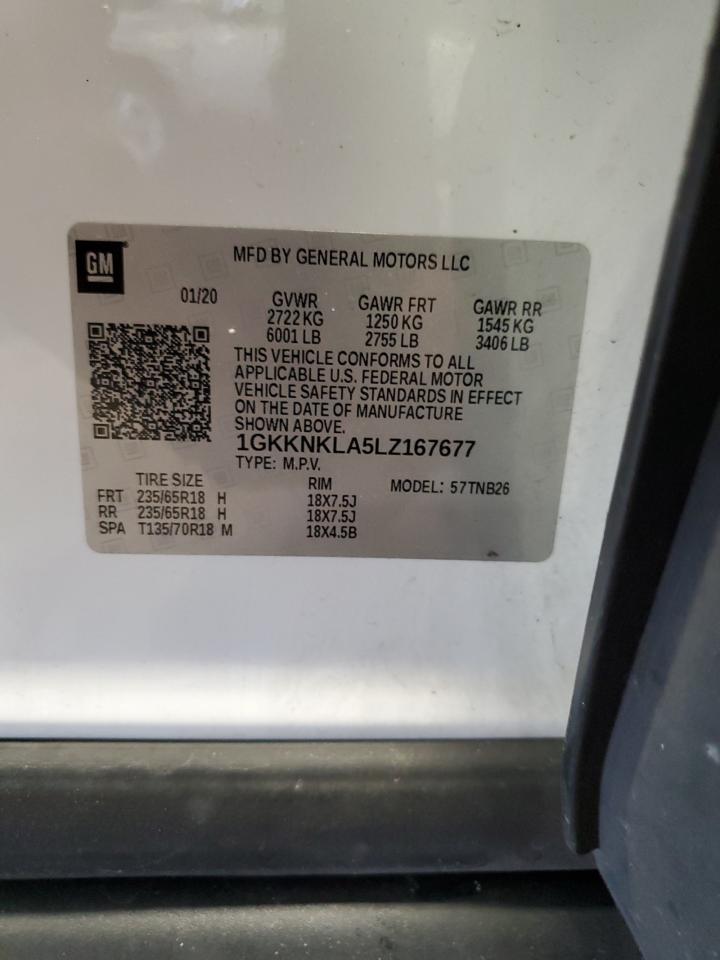 GM
MFD BY GENERAL MOTORS LLC
01/20 GVWR GAWR FRT GAWR RR
2722 KG 1250 KG 1545 KG
6001 LB 2755 LB 3406 LB
THIS VEHICLE CONFORMS TO ALL
APPLICABLE U.S. FEDERAL MOTOR
VEHICLE SAFETY STANDARDS IN EFFECT
ON THE DATE OF MANUFACTURE
SHOWN ABOVE.
1GKKNKLA5LZ167677
TYPE: M.P.V.
TIRE SIZE RIM MODEL: 57TNB26
FRT 235/65R18 H 18X7.5J
RR 235/65R18 H 18X7.5J
SPA T135/70R18 M 18X4.5B